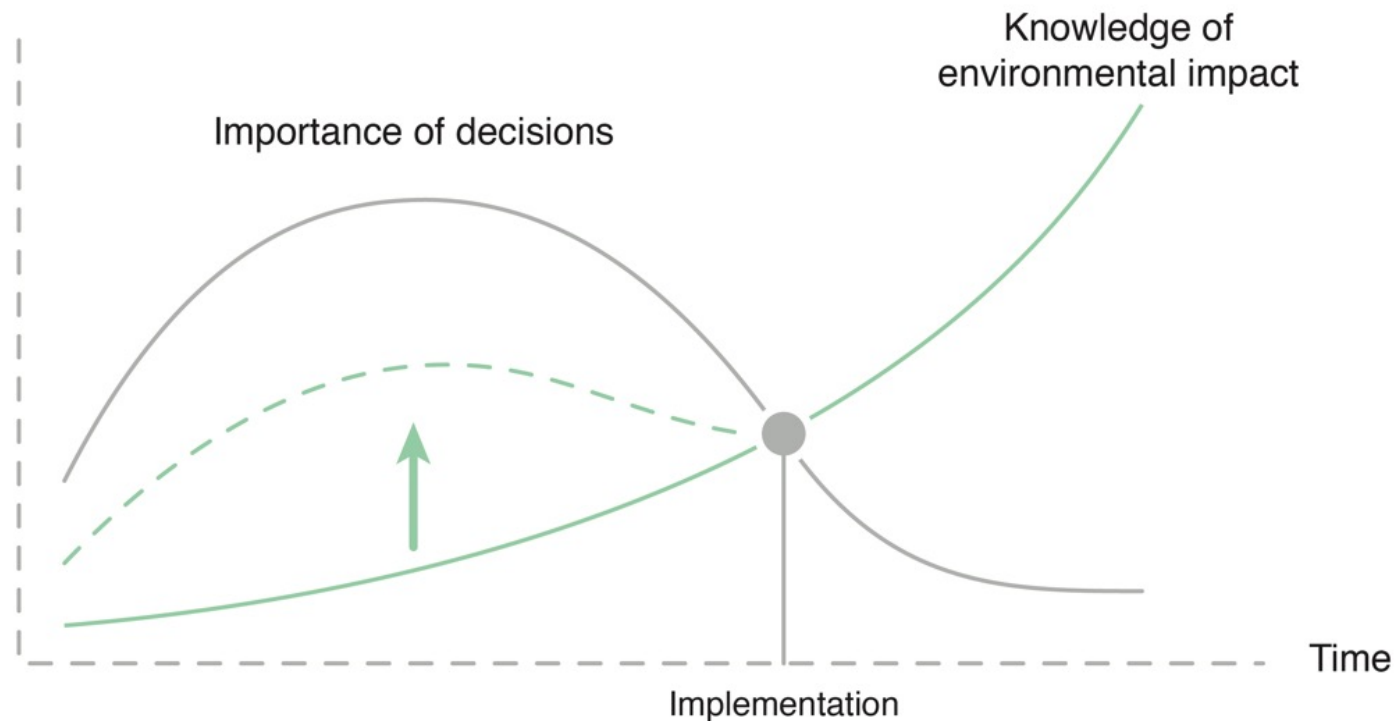 Knowledge of
environmental impact
Importance of decisions
Time
Implementation